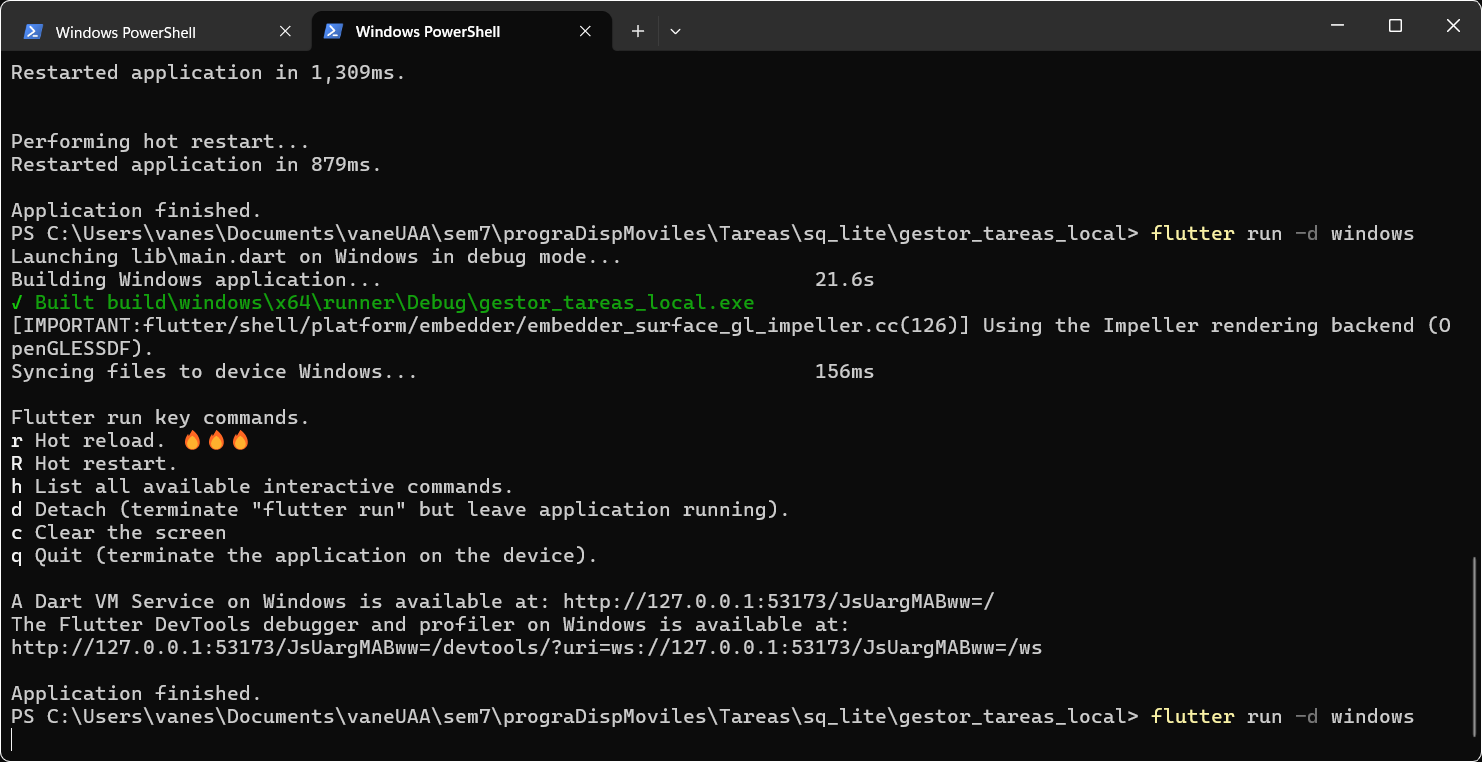 Windows PowerShell
Windows PowerShell
Restarted application in 1,309ms.
Performing hot restart...
Restarted application in 879ms.
Application finished.
PS C:\Users\vanes\Documents\vaneUAA\sem7\prograDispMoviles\Tareas\sq_lite\gestor_tareas_local> flutter run -d windows
Launching lib\main.dart on Windows in debug mode...
Building Windows application... 21.6s
√ Built build\windows\x64\runner\Debug\gestor_tareas_local.exe
[IMPORTANT:flutter/shell/platform/embedder/embedder_surface_gl_impeller.cc(126)] Using the Impeller rendering backend (O
penGLESSDF).
Syncing files to device Windows... 156ms
Flutter run key commands.
r Hot reload. 🔥🔥🔥
R Hot restart.
h List all available interactive commands.
d Detach (terminate "flutter run" but leave application running).
c Clear the screen
q Quit (terminate the application on the device).
A Dart VM Service on Windows is available at: http://127.0.0.1:53173/JsUargMABww=/
The Flutter DevTools debugger and profiler on Windows is available at:
http://127.0.0.1:53173/JsUargMABww=/devtools/?uri=ws://127.0.0.1:53173/JsUargMABww=/ws
Application finished.
PS C:\Users\vanes\Documents\vaneUAA\sem7\prograDispMoviles\Tareas\sq_lite\gestor_tareas_local> flutter run -d windows